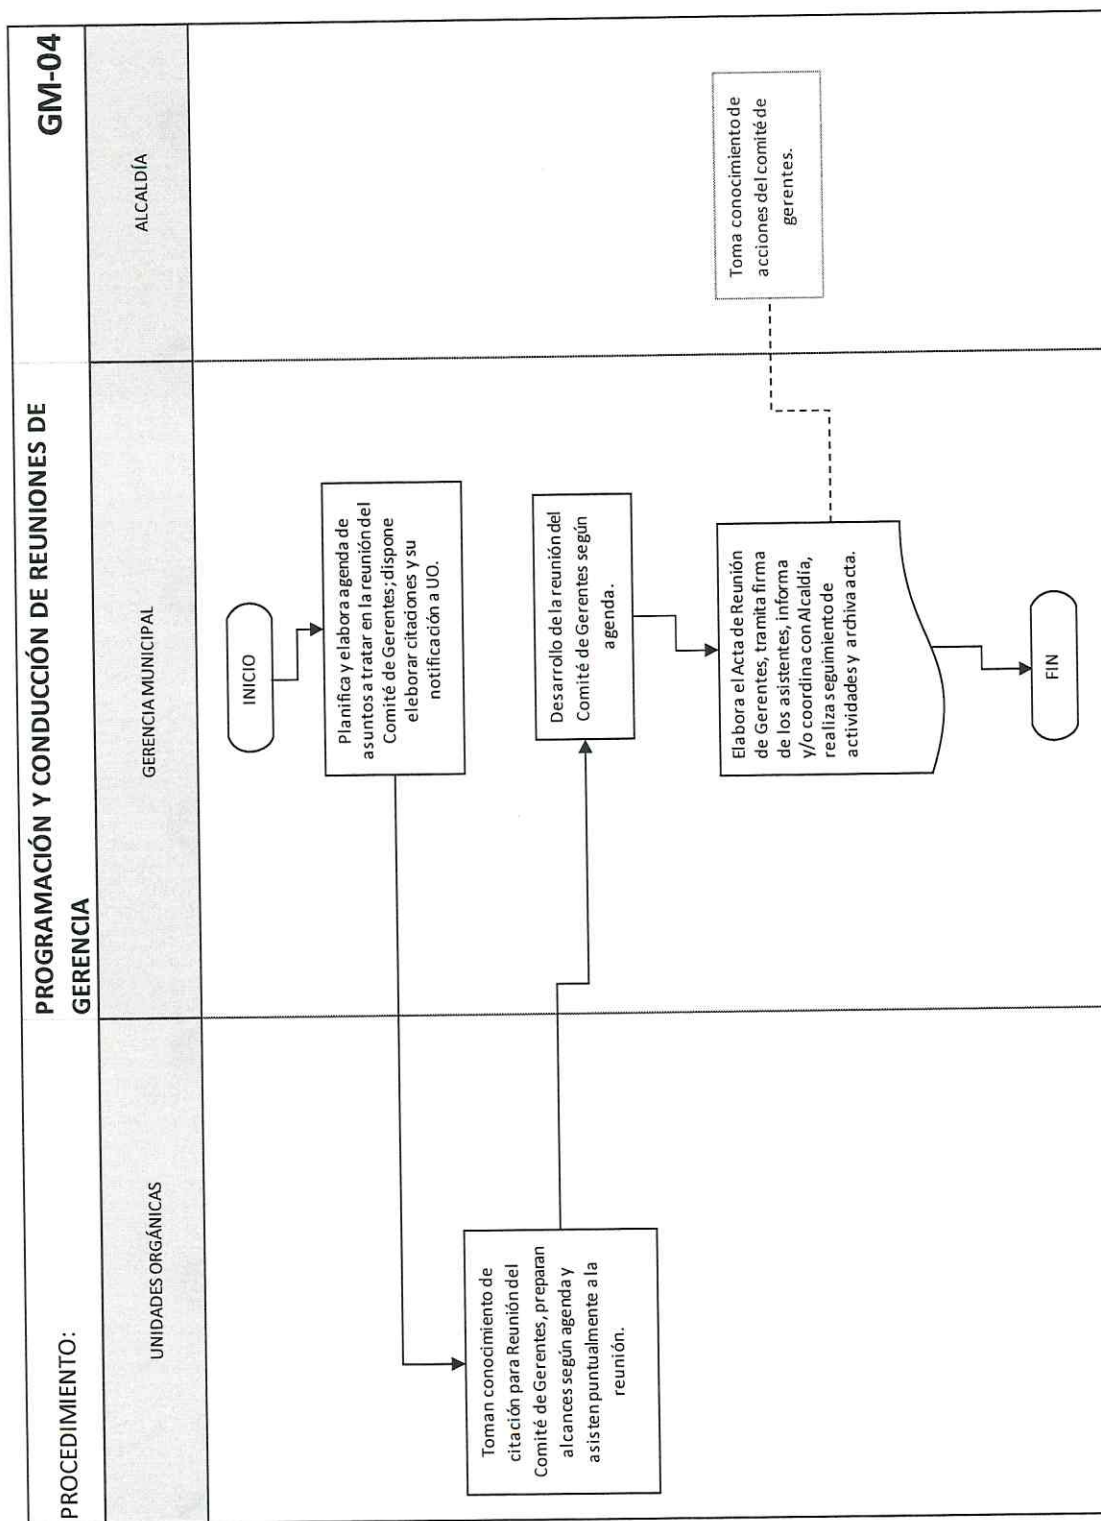 PROCEDIMIENTO:
PROGRAMACIÓN Y CONDUCCIÓN DE REUNIONES DE
GERENCIA
GM-04
UNIDADES ORGÁNICAS
GERENCIA MUNICIPAL
ALCALDÍA
INICIO
Planifica y elabora agenda de
asuntos a tratar en la reunión del
Comité de Gerentes; dispone
eleborar citaciones y su
notificación a UO.
Toman conocimiento de
citación para Reunión del
Comité de Gerentes, preparan
alcances según agenda y
asisten puntualmente a la
reunión.
Desarrollo de la reunión del
Comité de Gerentes según
agenda.
Elabora el Acta de Reunión
de Gerentes, tramita firma
de los asistentes, informa
y/o coordina con Alcaldía,
realiza seguimiento de
actividades y archiva acta.
Toma conocimiento de
acciones del comité de
gerentes.
FIN